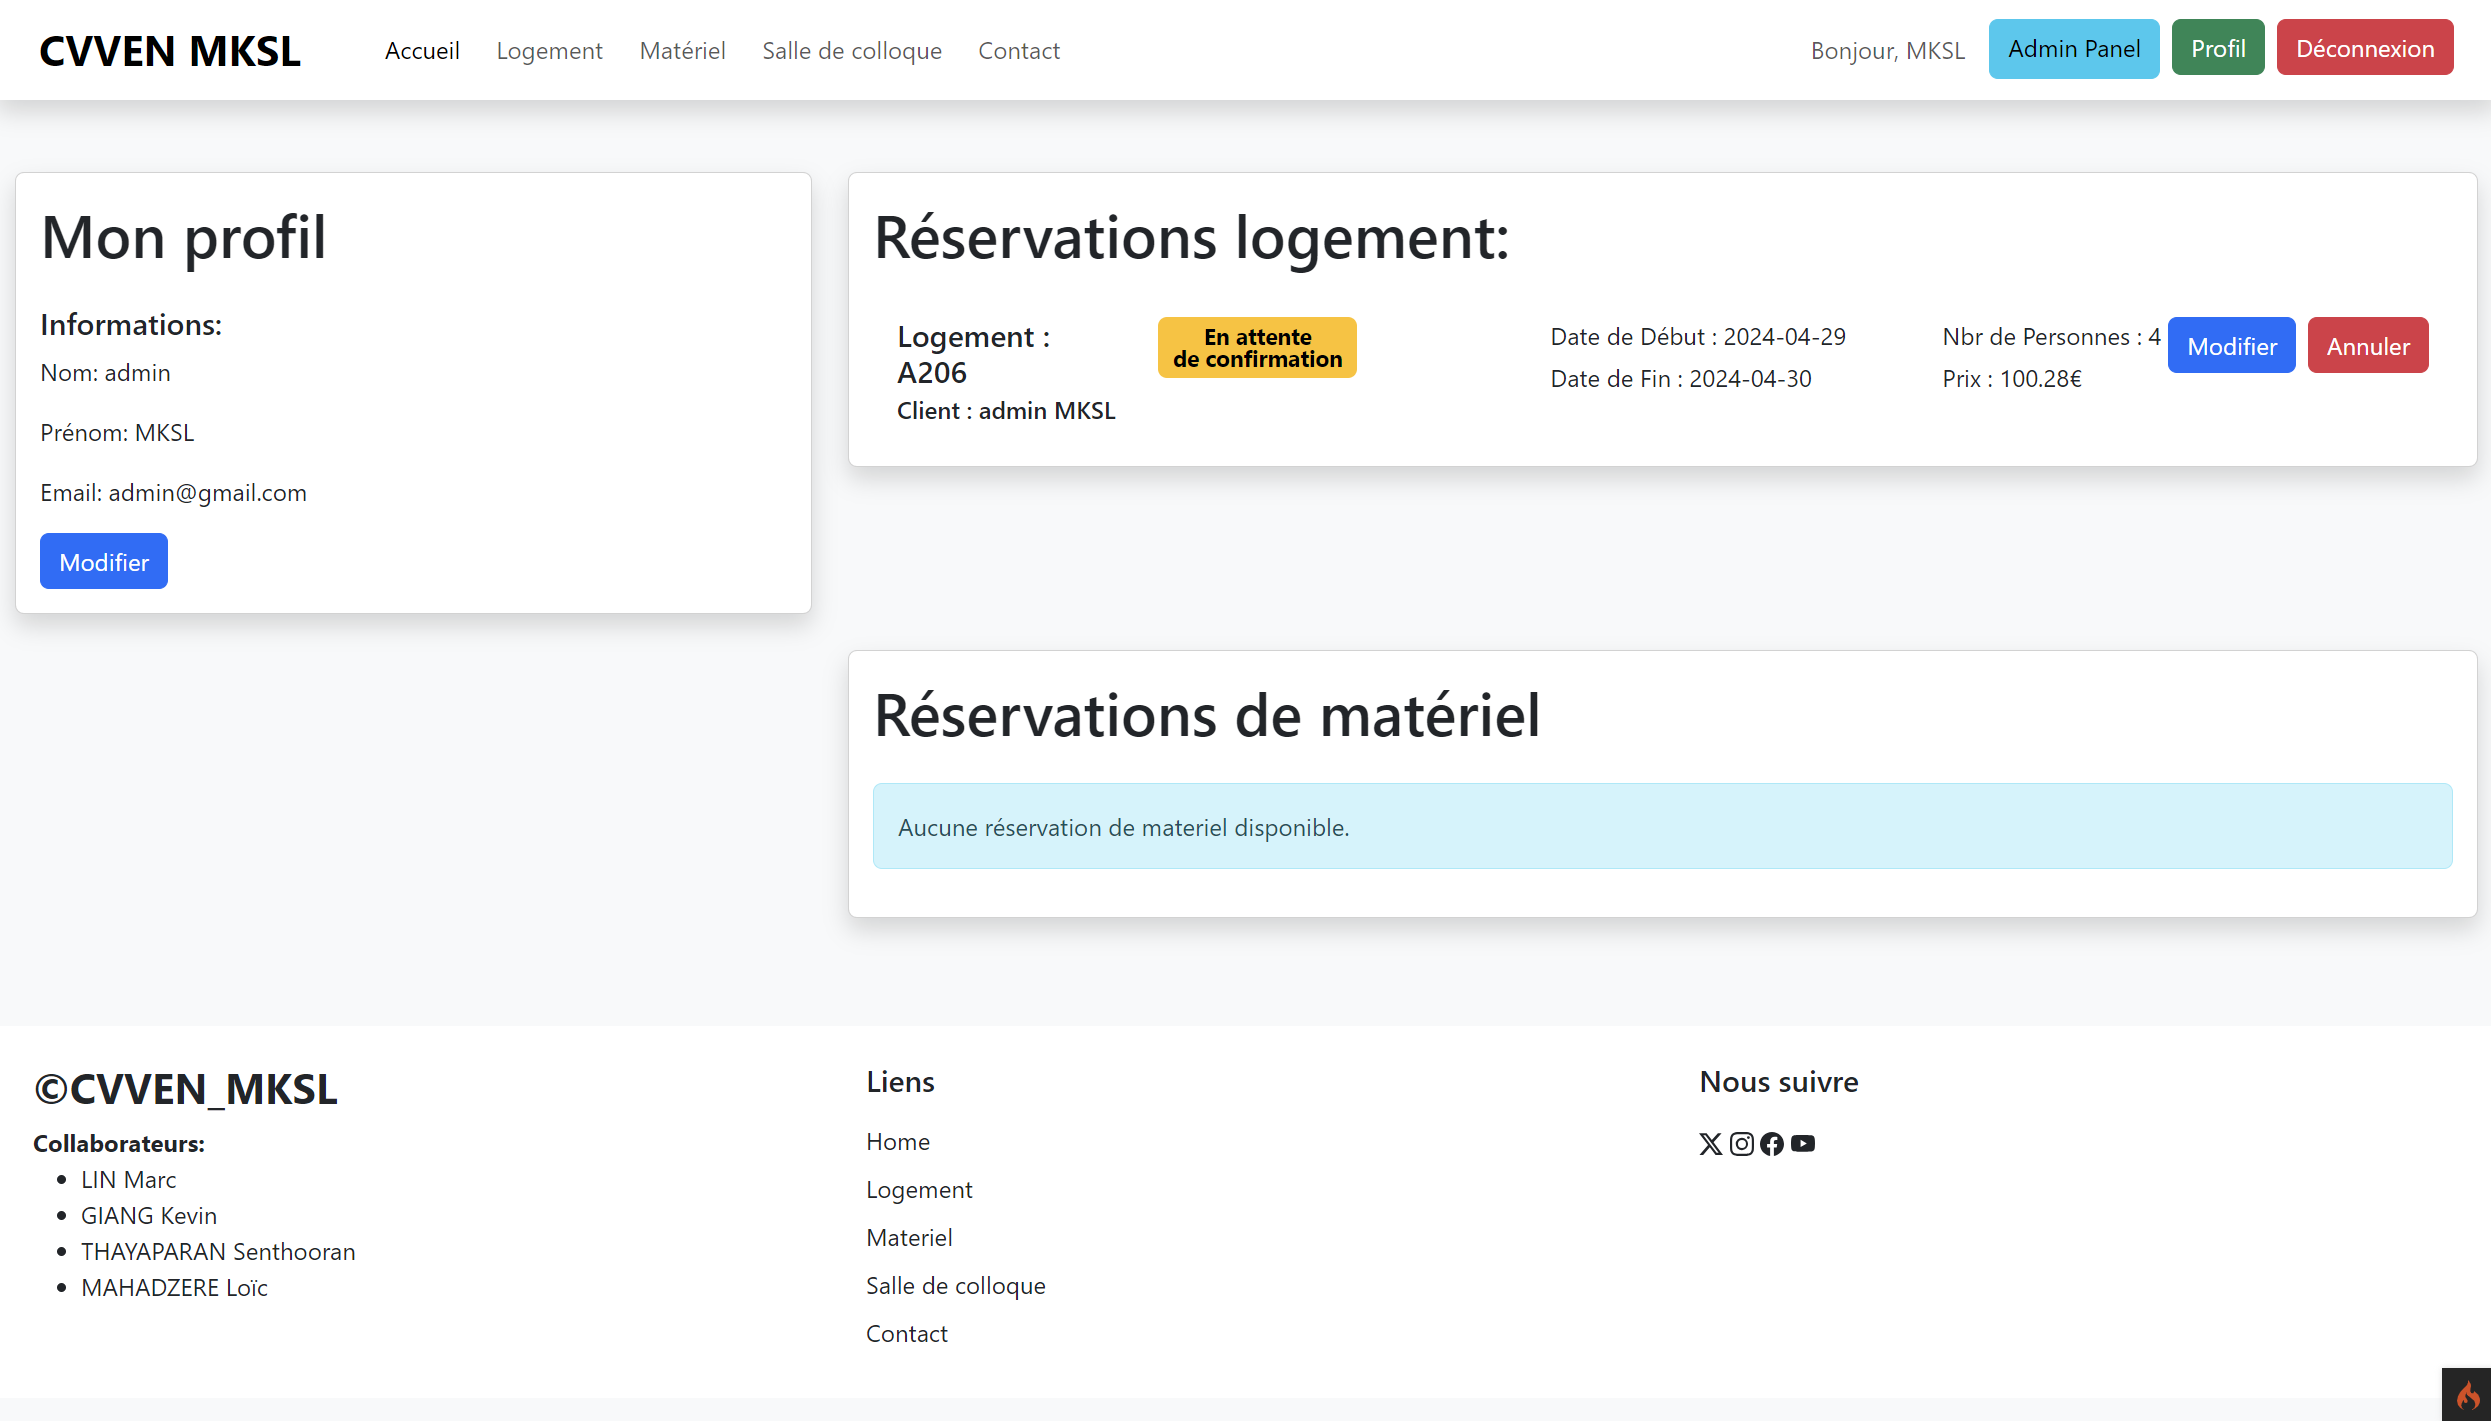 CVVEN MKSL
Accueil
Logement
Matériel
Salle de colloque
Contact
Bonjour, MKSL
Admin Panel
Profil
Déconnexion
Mon profil
Informations:
Nom: admin
Prénom: MKSL
Email: admin@gmail.com
Modifier
Réservations logement:
Logement :
A206
Client : admin MKSL
En attente
de confirmation
Date de Début : 2024-04-29
Date de Fin : 2024-04-30
Nbr de Personnes : 4
Prix : 100.28€
Modifier
Annuler
Réservations de matériel
Aucune réservation de materiel disponible.
©CVVEN_MKSL
Collaborateurs:
• LIN Marc
• GIANG Kevin
• THAYAPARAN Senthooran
• MAHADZERE Loïc
Liens
Home
Logement
Materiel
Salle de colloque
Contact
Nous suivre